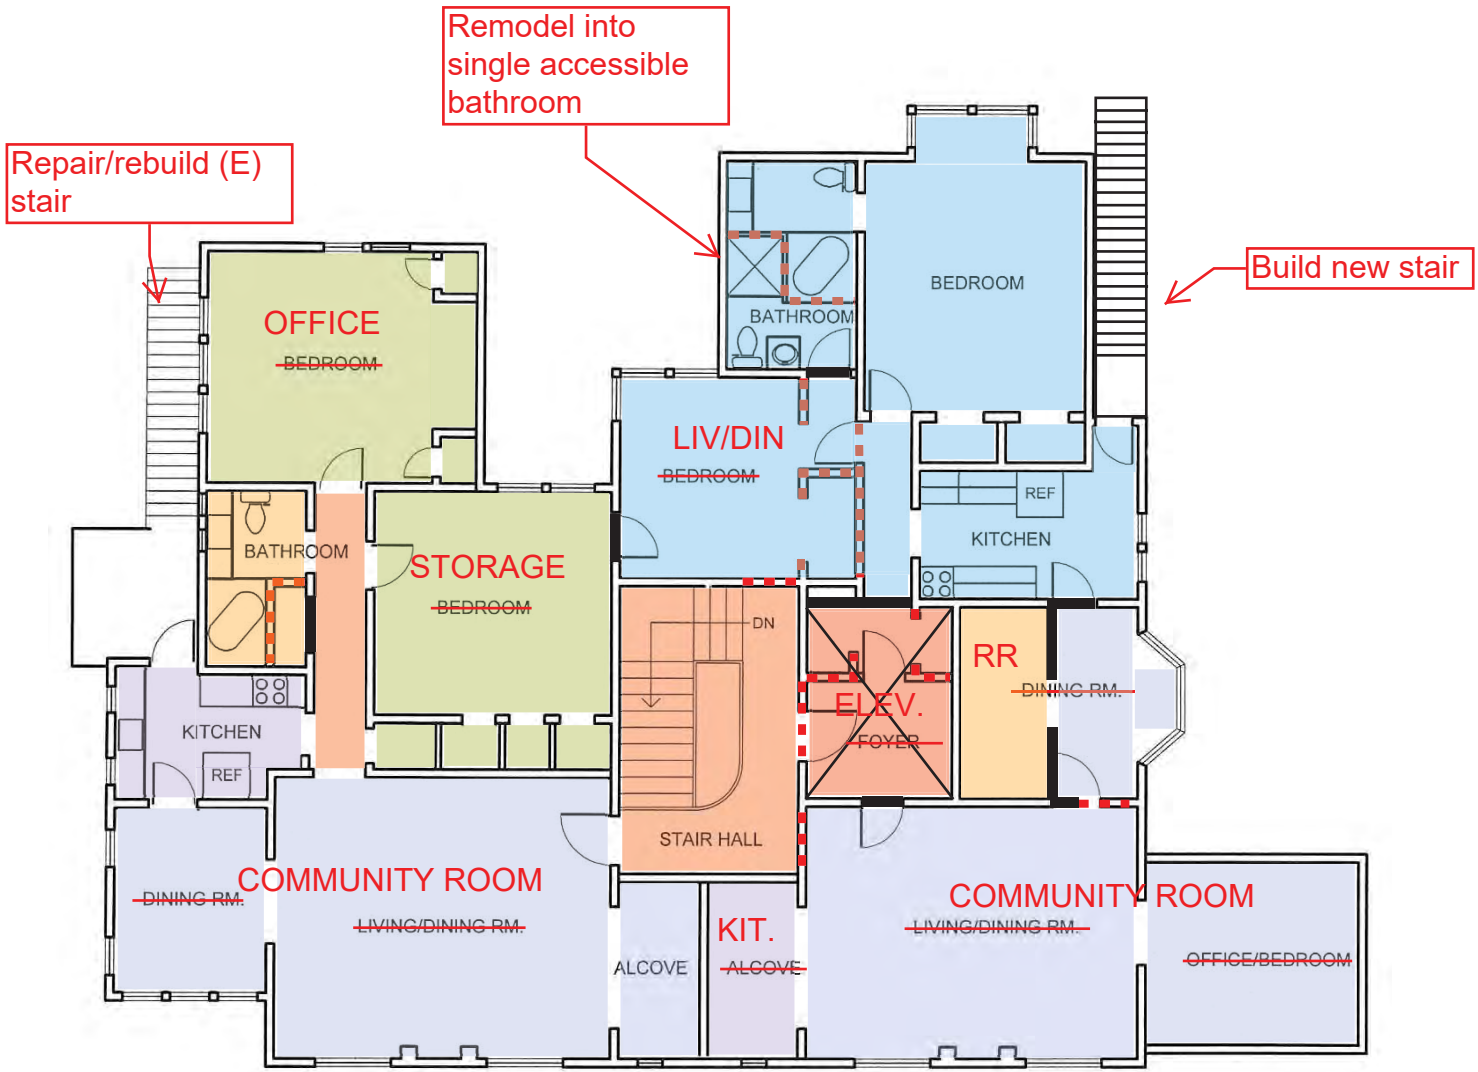 Remodel into
single accessible
bathroom
Repair/rebuild (E)
stair
Build new stair
BEDROOM
OFFICE
BEDROOM
BATHROOM
LIV/DIN
BEDROOM
REF
KITCHEN
BATHROOM
STORAGE
BEDROOM
DN
RR
DINING RM.
ELEV.
FOYER
KITCHEN
REF
STAIR HALL
COMMUNITY ROOM
DINING RM.
LIVING/DINING RM.
COMMUNITY ROOM
LIVING/DINING RM.
KIT.
ALCOVE
ALCOVE
OFFICE/BEDROOM